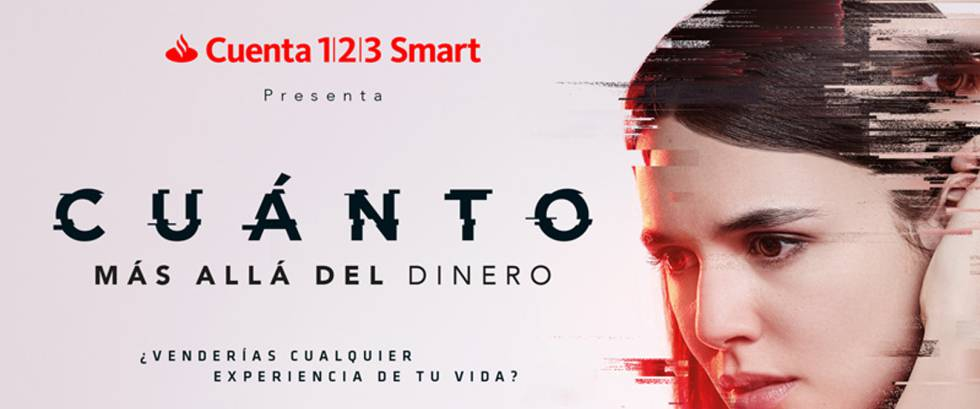 Cuenta 1|2|3 Smart
Presenta
CUÁNTO
MÁS ALLÁ DEL DINERO
¿VENDERÍAS CUALQUIER
EXPERIENCIA DE TU VIDA?